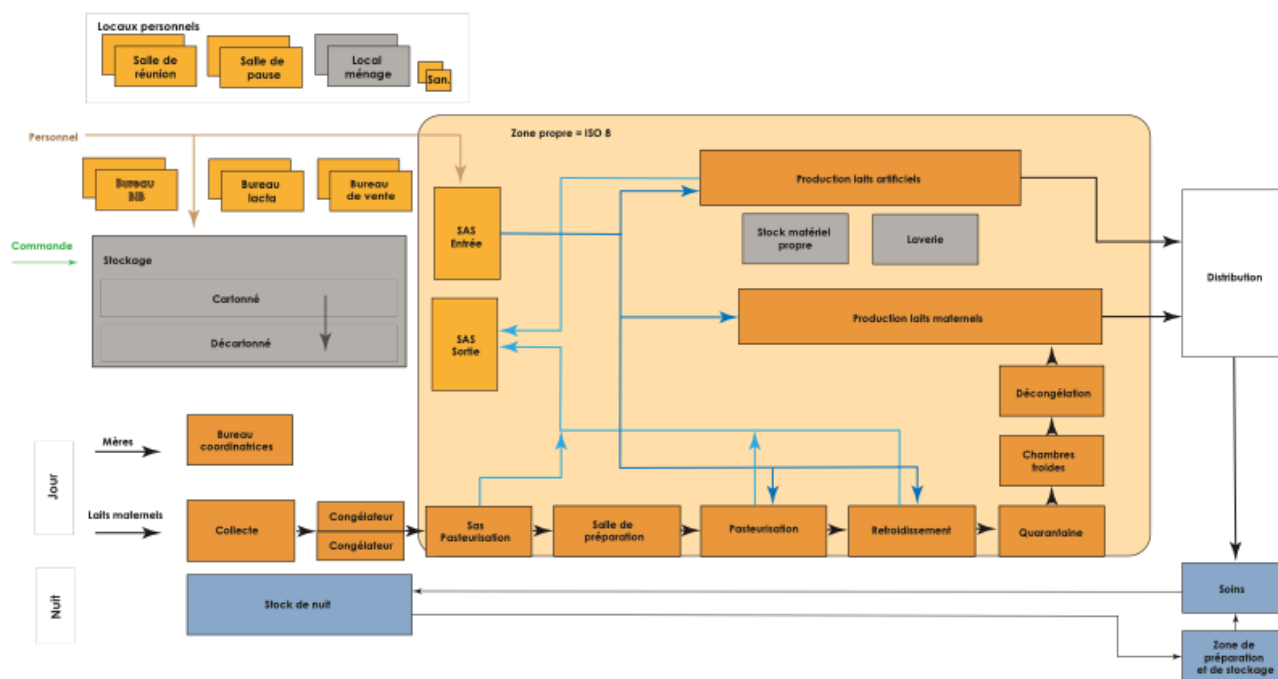 Locaux personnels
Salle de
réunion
Salle de
pause
Local
ménage
San.
Personnel
Zone propre = ISO 8
Bureau
Bureau
lacta
Bureau
de vente
SAS
Entrée
Production laits artificiels
Stock matériel
propre
Laverie
Distribution
Commande
Stockage
Cartonné
Décartonné
SAS
Sortie
Production laits maternels
Décongélation
Chambres
froides
Jour
Mères
Bureau
coordinatrices
Laits maternels
Collecte
Congélateur
Congélateur
Sas
Pasteurisation
Salle de
préparation
Pasteurisation
Refroidissement
Quarantaine
Nuit
Stock de nuit
Soins
Zone de
préparation
et de stockage